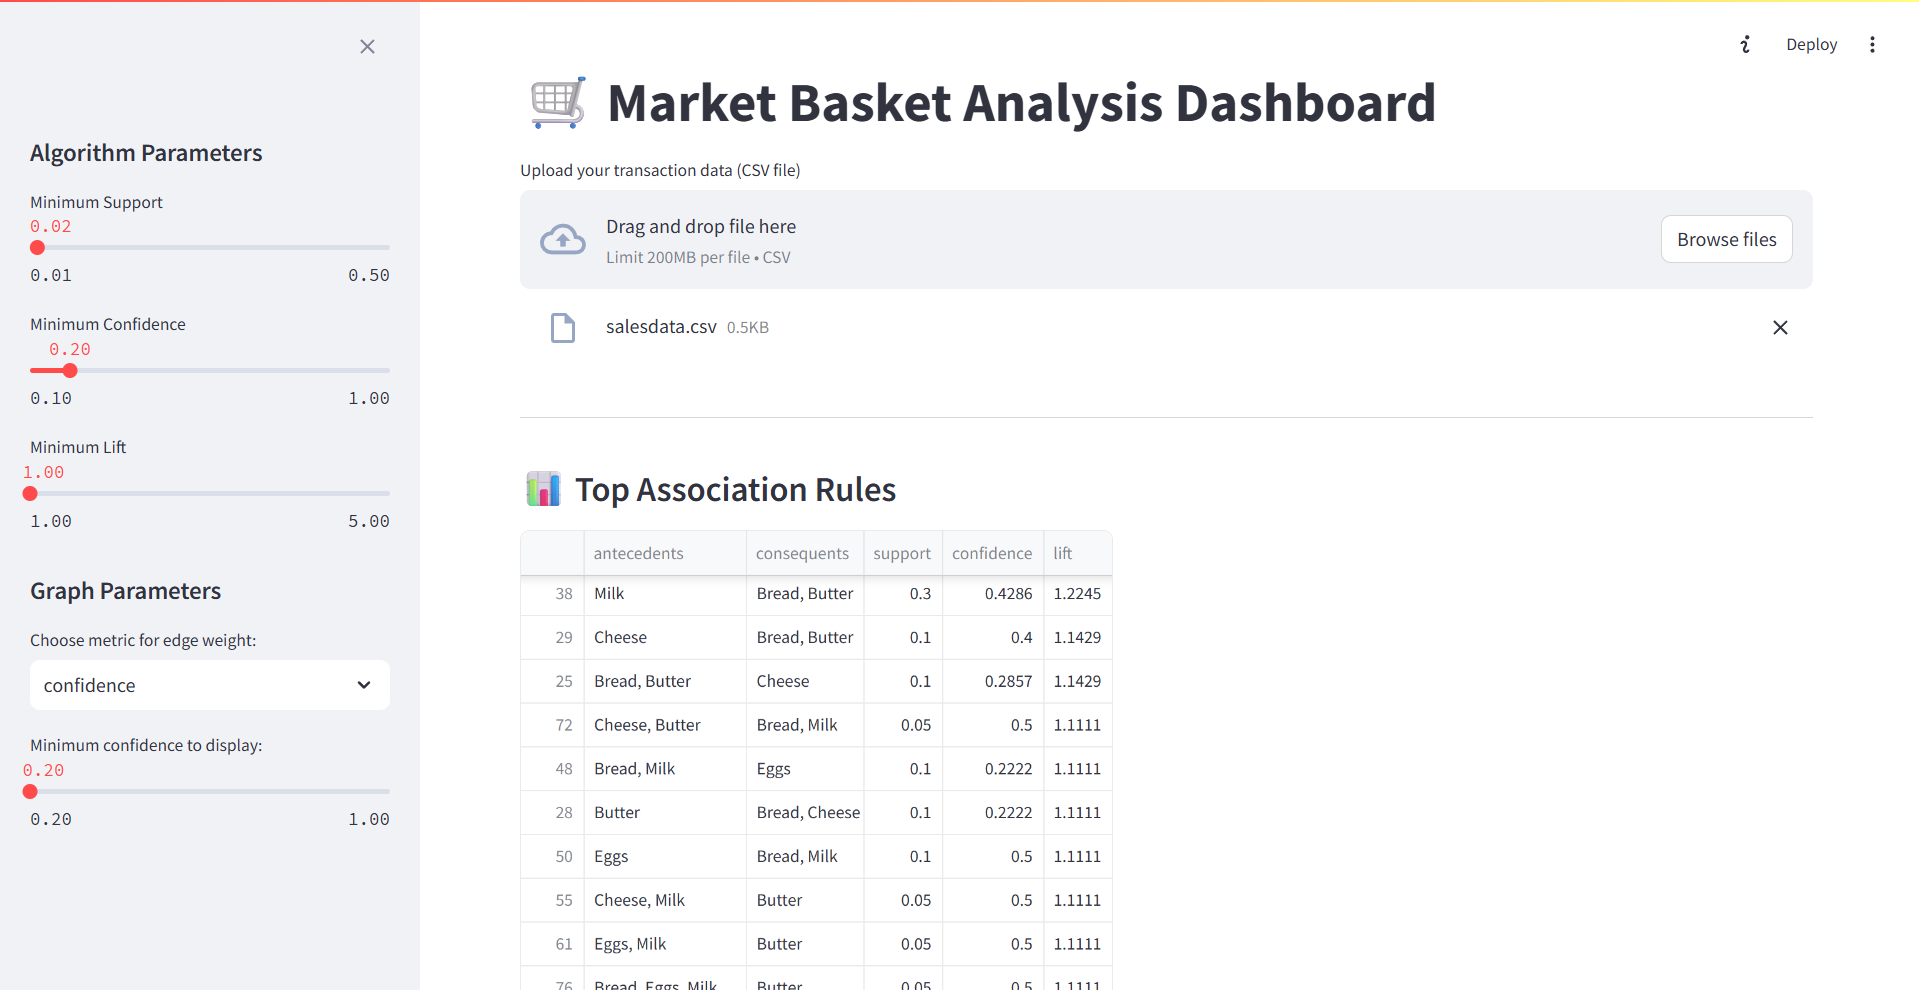 Deploy
Algorithm Parameters
Minimum Support
0.02
0.01 0.50
Minimum Confidence
0.20
0.10 1.00
Minimum Lift
1.00
1.00 5.00
Graph Parameters
Choose metric for edge weight:
confidence
Minimum confidence to display:
0.20
0.20 1.00
Market Basket Analysis Dashboard
Upload your transaction data (CSV file)
Drag and drop file here
Limit 200MB per file • CSV
Browse files
salesdata.csv 0.5KB
Top Association Rules
antecedents consequents support confidence lift
38 Milk Bread, Butter 0.3 0.4286 1.2245
29 Cheese Bread, Butter 0.1 0.4 1.1429
25 Bread, Butter Cheese 0.1 0.2857 1.1429
72 Cheese, Butter Bread, Milk 0.05 0.5 1.1111
48 Bread, Milk Eggs 0.1 0.2222 1.1111
28 Butter Bread, Cheese 0.1 0.2222 1.1111
50 Eggs Bread, Milk 0.1 0.5 1.1111
55 Cheese, Milk Butter 0.05 0.5 1.1111
61 Eggs, Milk Butter 0.05 0.5 1.1111
76 Bread, Eggs, Milk Butter 0.05 0.5 1.1111